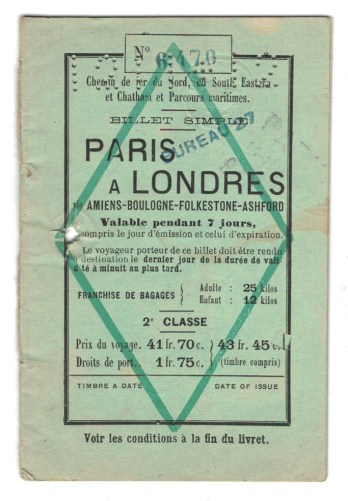 Nº 6470
Chemin de fer du Nord, du South Eastern
et Chatham et Parcours maritimes.
BILLET SIMPLE
BUREAU 27
PARIS
A LONDRES
via AMIENS-BOULOGNE-FOLKESTONE-ASHFORD
Valable pendant 7 jours,
compris le jour d'émission et celui d'expiration.
Le voyageur porteur de ce billet doit être rendu
à destination le dernier jour de la durée de vali
dité à minuit au plus tard.
FRANCHISE DE BAGAGES } Adulte : 25 kilos
Enfant : 12 kilos
2e CLASSE
Prix du voyage. 41 fr. 70 c. } 43 fr. 45 c.
Droits de port. 1 fr. 75 c. } (timbre compris)
TIMBRE A DATE DATE OF ISSUE
Voir les conditions à la fin du livret.